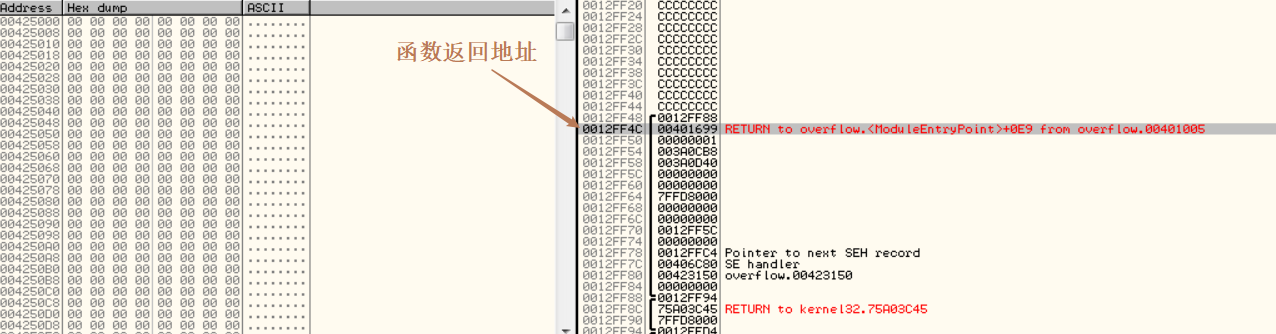 Address Hex dump ASCII
00425000 00 00 00 00 00 00 00 00 ........
00425008 00 00 00 00 00 00 00 00 ........
00425010 00 00 00 00 00 00 00 00 ........
00425018 00 00 00 00 00 00 00 00 ........
00425020 00 00 00 00 00 00 00 00 ........
00425028 00 00 00 00 00 00 00 00 ........
00425030 00 00 00 00 00 00 00 00 ........
00425038 00 00 00 00 00 00 00 00 ........
00425040 00 00 00 00 00 00 00 00 ........
00425048 00 00 00 00 00 00 00 00 ........
00425050 00 00 00 00 00 00 00 00 ........
00425058 00 00 00 00 00 00 00 00 ........
00425060 00 00 00 00 00 00 00 00 ........
00425068 00 00 00 00 00 00 00 00 ........
00425070 00 00 00 00 00 00 00 00 ........
00425078 00 00 00 00 00 00 00 00 ........
00425080 00 00 00 00 00 00 00 00 ........
00425088 00 00 00 00 00 00 00 00 ........
00425090 00 00 00 00 00 00 00 00 ........
00425098 00 00 00 00 00 00 00 00 ........
004250A0 00 00 00 00 00 00 00 00 ........
004250A8 00 00 00 00 00 00 00 00 ........
004250B0 00 00 00 00 00 00 00 00 ........
004250B8 00 00 00 00 00 00 00 00 ........
004250C0 00 00 00 00 00 00 00 00 ........
004250C8 00 00 00 00 00 00 00 00 ........
004250D0 00 00 00 00 00 00 00 00 ........
004250D8 00 00 00 00 00 00 00 00 ........
函数返回地址
0012FF20 CCCCCCCC
0012FF24 CCCCCCCC
0012FF28 CCCCCCCC
0012FF2C CCCCCCCC
0012FF30 CCCCCCCC
0012FF34 CCCCCCCC
0012FF38 CCCCCCCC
0012FF3C CCCCCCCC
0012FF40 CCCCCCCC
0012FF44 CCCCCCCC
0012FF48 0012FF88
0012FF4C 00401699 RETURN to overflow.<ModuleEntryPoint>+0E9 from overflow.00401005
0012FF50 00000001
0012FF54 003A0CB8
0012FF58 003A0D40
0012FF5C 00000000
0012FF60 00000000
0012FF64 7FFD8000
0012FF68 00000000
0012FF6C 00000000
0012FF70 0012FF5C
0012FF74 00000000
0012FF78 0012FFC4 Pointer to next SEH record
0012FF7C 00406C80 SE handler
0012FF80 00423150 overflow.00423150
0012FF84 00000000
0012FF88 0012FF94
0012FF8C 75A03C45 RETURN to kernel32.75A03C45
0012FF90 7FFD8000
0012FF94 0012FFD4